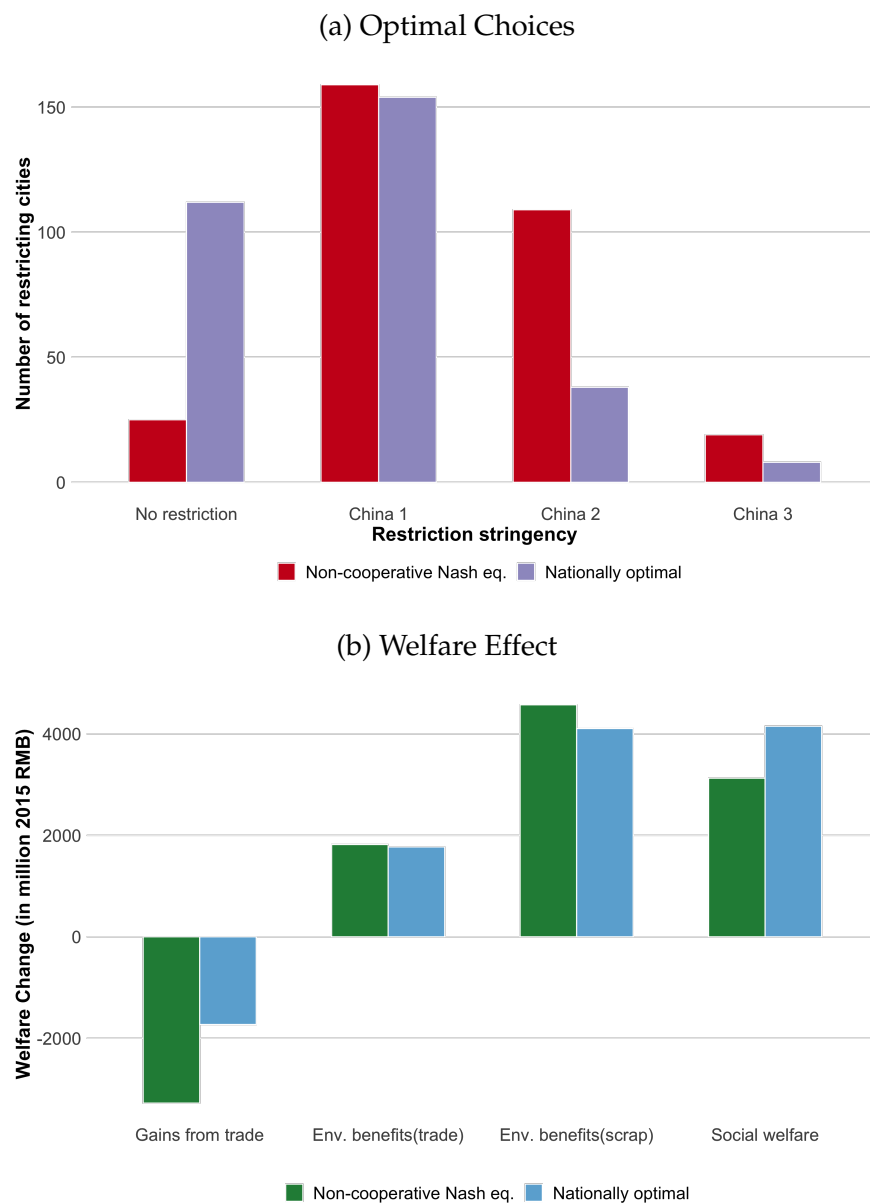 (a) Optimal Choices
150
100
50
0
Number of restricting cities
No restriction China 1 China 2 China 3
Restriction stringency
Non-cooperative Nash eq. Nationally optimal
(b) Welfare Effect
4000
2000
0
-2000
Welfare Change (in million 2015 RMB)
Gains from trade Env. benefits(trade) Env. benefits(scrap) Social welfare
Non-cooperative Nash eq. Nationally optimal